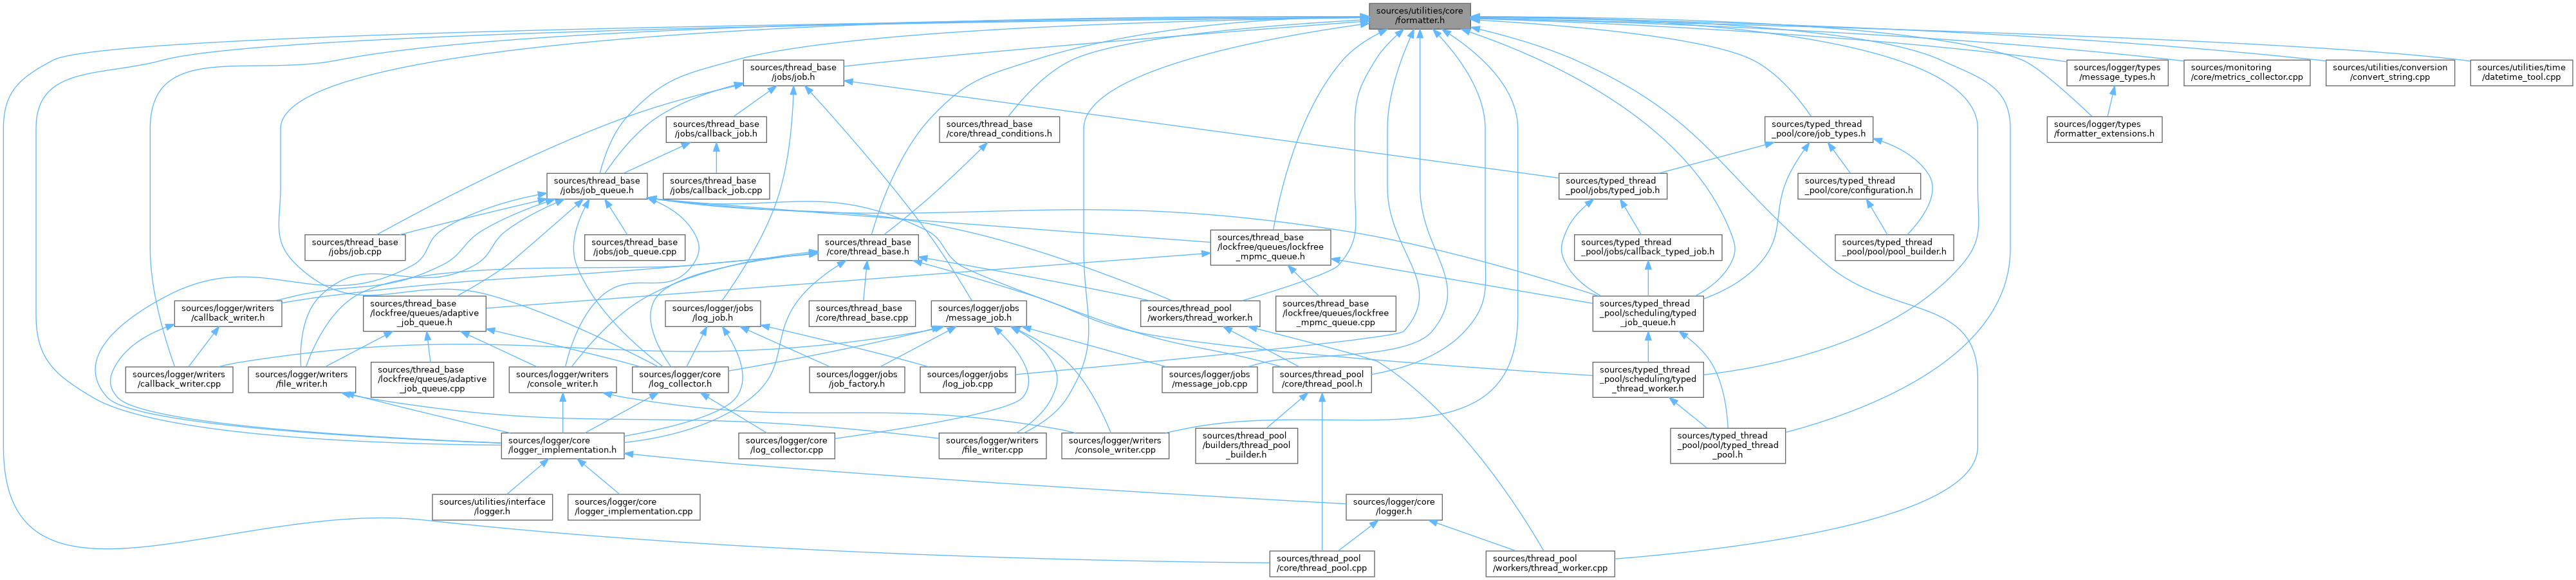 sources/utilities/core
/formatter.h
sources/thread_base
/jobs/job.h
sources/logger/types
/message_types.h
sources/monitoring
/core/metrics_collector.cpp
sources/utilities/conversion
/convert_string.cpp
sources/utilities/time
/datetime_tool.cpp
sources/thread_base
/jobs/callback_job.h
sources/thread_base
/core/thread_conditions.h
sources/typed_thread
_pool/core/job_types.h
sources/logger/types
/formatter_extensions.h
sources/thread_base
/jobs/job_queue.h
sources/thread_base
/jobs/callback_job.cpp
sources/typed_thread
_pool/jobs/typed_job.h
sources/typed_thread
_pool/core/configuration.h
sources/thread_base
/jobs/job.cpp
sources/thread_base
/jobs/job_queue.cpp
sources/thread_base
/core/thread_base.h
sources/thread_base
/lockfree/queues/lockfree
_mpmc_queue.h
sources/typed_thread
_pool/jobs/callback_typed_job.h
sources/typed_thread
_pool/pool/pool_builder.h
sources/logger/writers
/callback_writer.h
sources/thread_base
/lockfree/queues/adaptive
_job_queue.h
sources/logger/jobs
/log_job.h
sources/thread_base
/core/thread_base.cpp
sources/logger/jobs
/message_job.h
sources/thread_pool
/workers/thread_worker.h
sources/thread_base
/lockfree/queues/lockfree
_mpmc_queue.cpp
sources/typed_thread
_pool/scheduling/typed
_job_queue.h
sources/logger/writers
/callback_writer.cpp
sources/logger/writers
/file_writer.h
sources/thread_base
/lockfree/queues/adaptive
_job_queue.cpp
sources/logger/writers
/console_writer.h
sources/logger/core
/log_collector.h
sources/logger/jobs
/job_factory.h
sources/logger/jobs
/log_job.cpp
sources/logger/jobs
/message_job.cpp
sources/thread_pool
/core/thread_pool.h
sources/typed_thread
_pool/scheduling/typed
_thread_worker.h
sources/logger/core
/logger_implementation.h
sources/logger/core
/log_collector.cpp
sources/logger/writers
/file_writer.cpp
sources/logger/writers
/console_writer.cpp
sources/thread_pool
/builders/thread_pool
_builder.h
sources/typed_thread
_pool/pool/typed_thread
_pool.h
sources/utilities/interface
/logger.h
sources/logger/core
/logger_implementation.cpp
sources/logger/core
/logger.h
sources/thread_pool
/core/thread_pool.cpp
sources/thread_pool
/workers/thread_worker.cpp